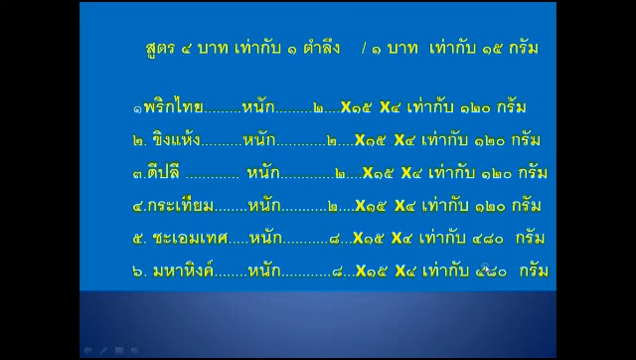 สูตร ๔ บาท เท่ากับ ๑ ตำลึง / ๑ บาท เท่ากับ ๑๕ กรัม
๑พริกไทย.........หนัก.........๒....X๑๕ X๔ เท่ากับ ๑๒๐ กรัม
๒. ขิงแห้ง..........หนัก............๒....X๑๕ X๔ เท่ากับ ๑๒๐ กรัม
๓.ดีปลี ............. หนัก.............๒....X๑๕ X๔ เท่ากับ ๑๒๐ กรัม
๔.กระเทียม........หนัก............๒....X๑๕ X๔ เท่ากับ ๑๒๐ กรัม
๕. ชะเอมเทศ.....หนัก...........๘...X๑๕ X๔ เท่ากับ ๔๘๐ กรัม
๖. มหาหิงค์........หนัก............๘...X๑๕ X๔ เท่ากับ ๔๘๐ กรัม